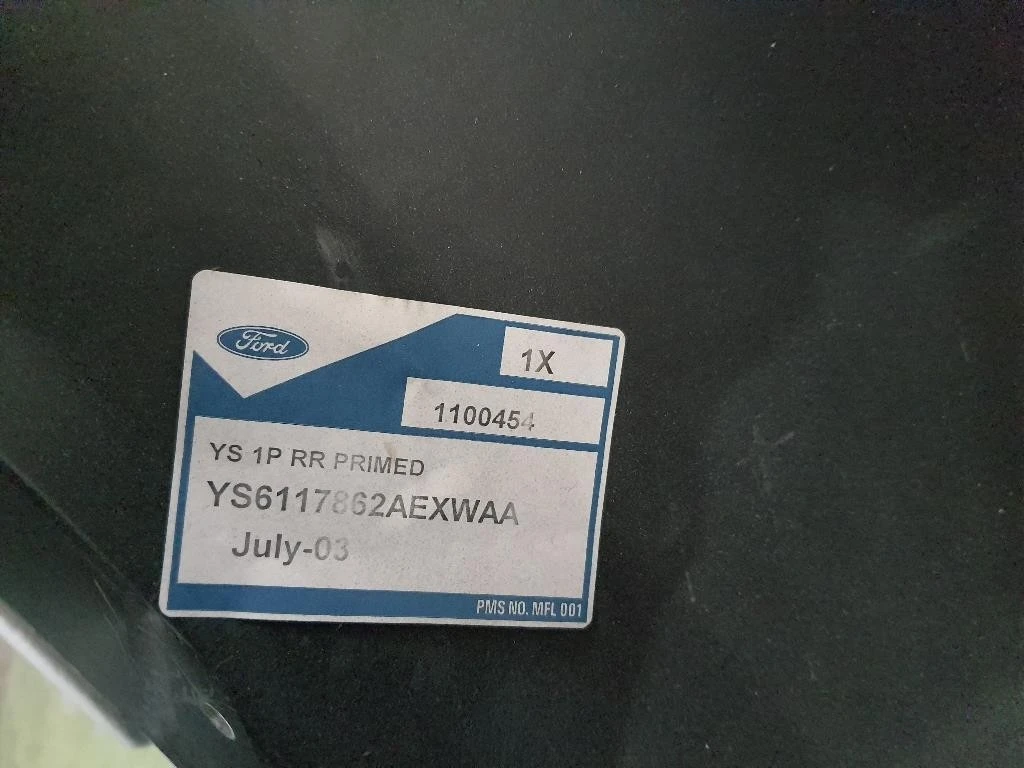 Ford
1X
1100454
YS 1P RR PRIMED
YS6117862AEXWAA
July-03
PMS NO. MFL 001